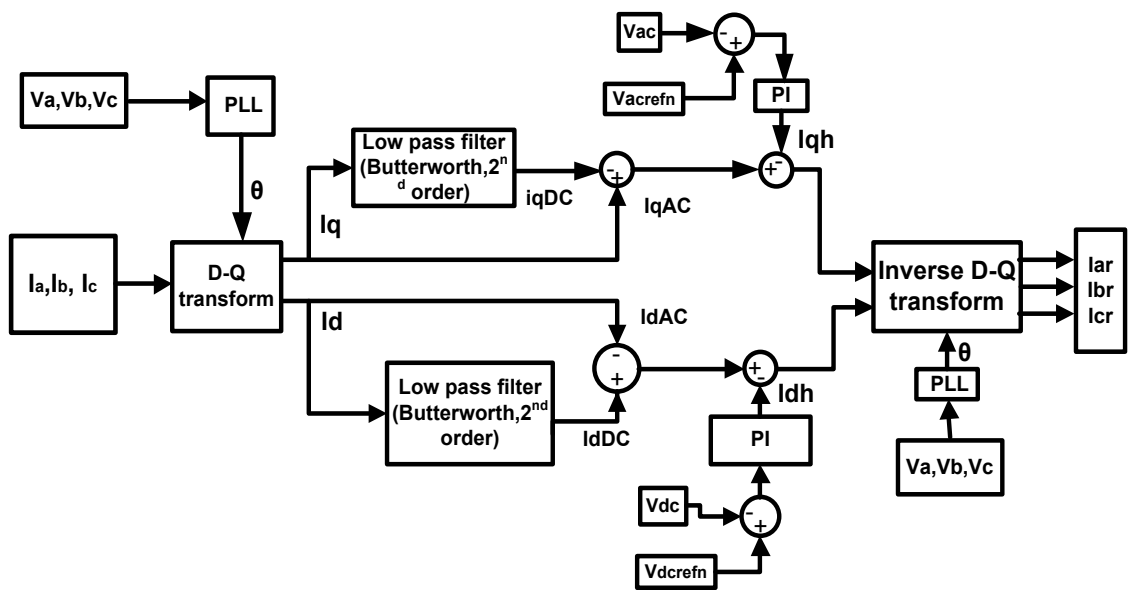 Vac
-
+
Vacrefn
PI
Iqh
Va,Vb,Vc
PLL
θ
Low pass filter
(Butterworth,2ⁿ
ᵈ order)
iqDC
-
+
IqAC
+
-
Iq
Ia,Ib, Ic
D-Q
transform
Inverse D-Q
transform
Iar
Ibr
Icr
Id
IdAC
-
+
Low pass filter
(Butterworth,2ⁿᵈ
order)
IdDC
+
-
Idh
PI
θ
PLL
Va,Vb,Vc
Vdc
-
+
Vdcrefn